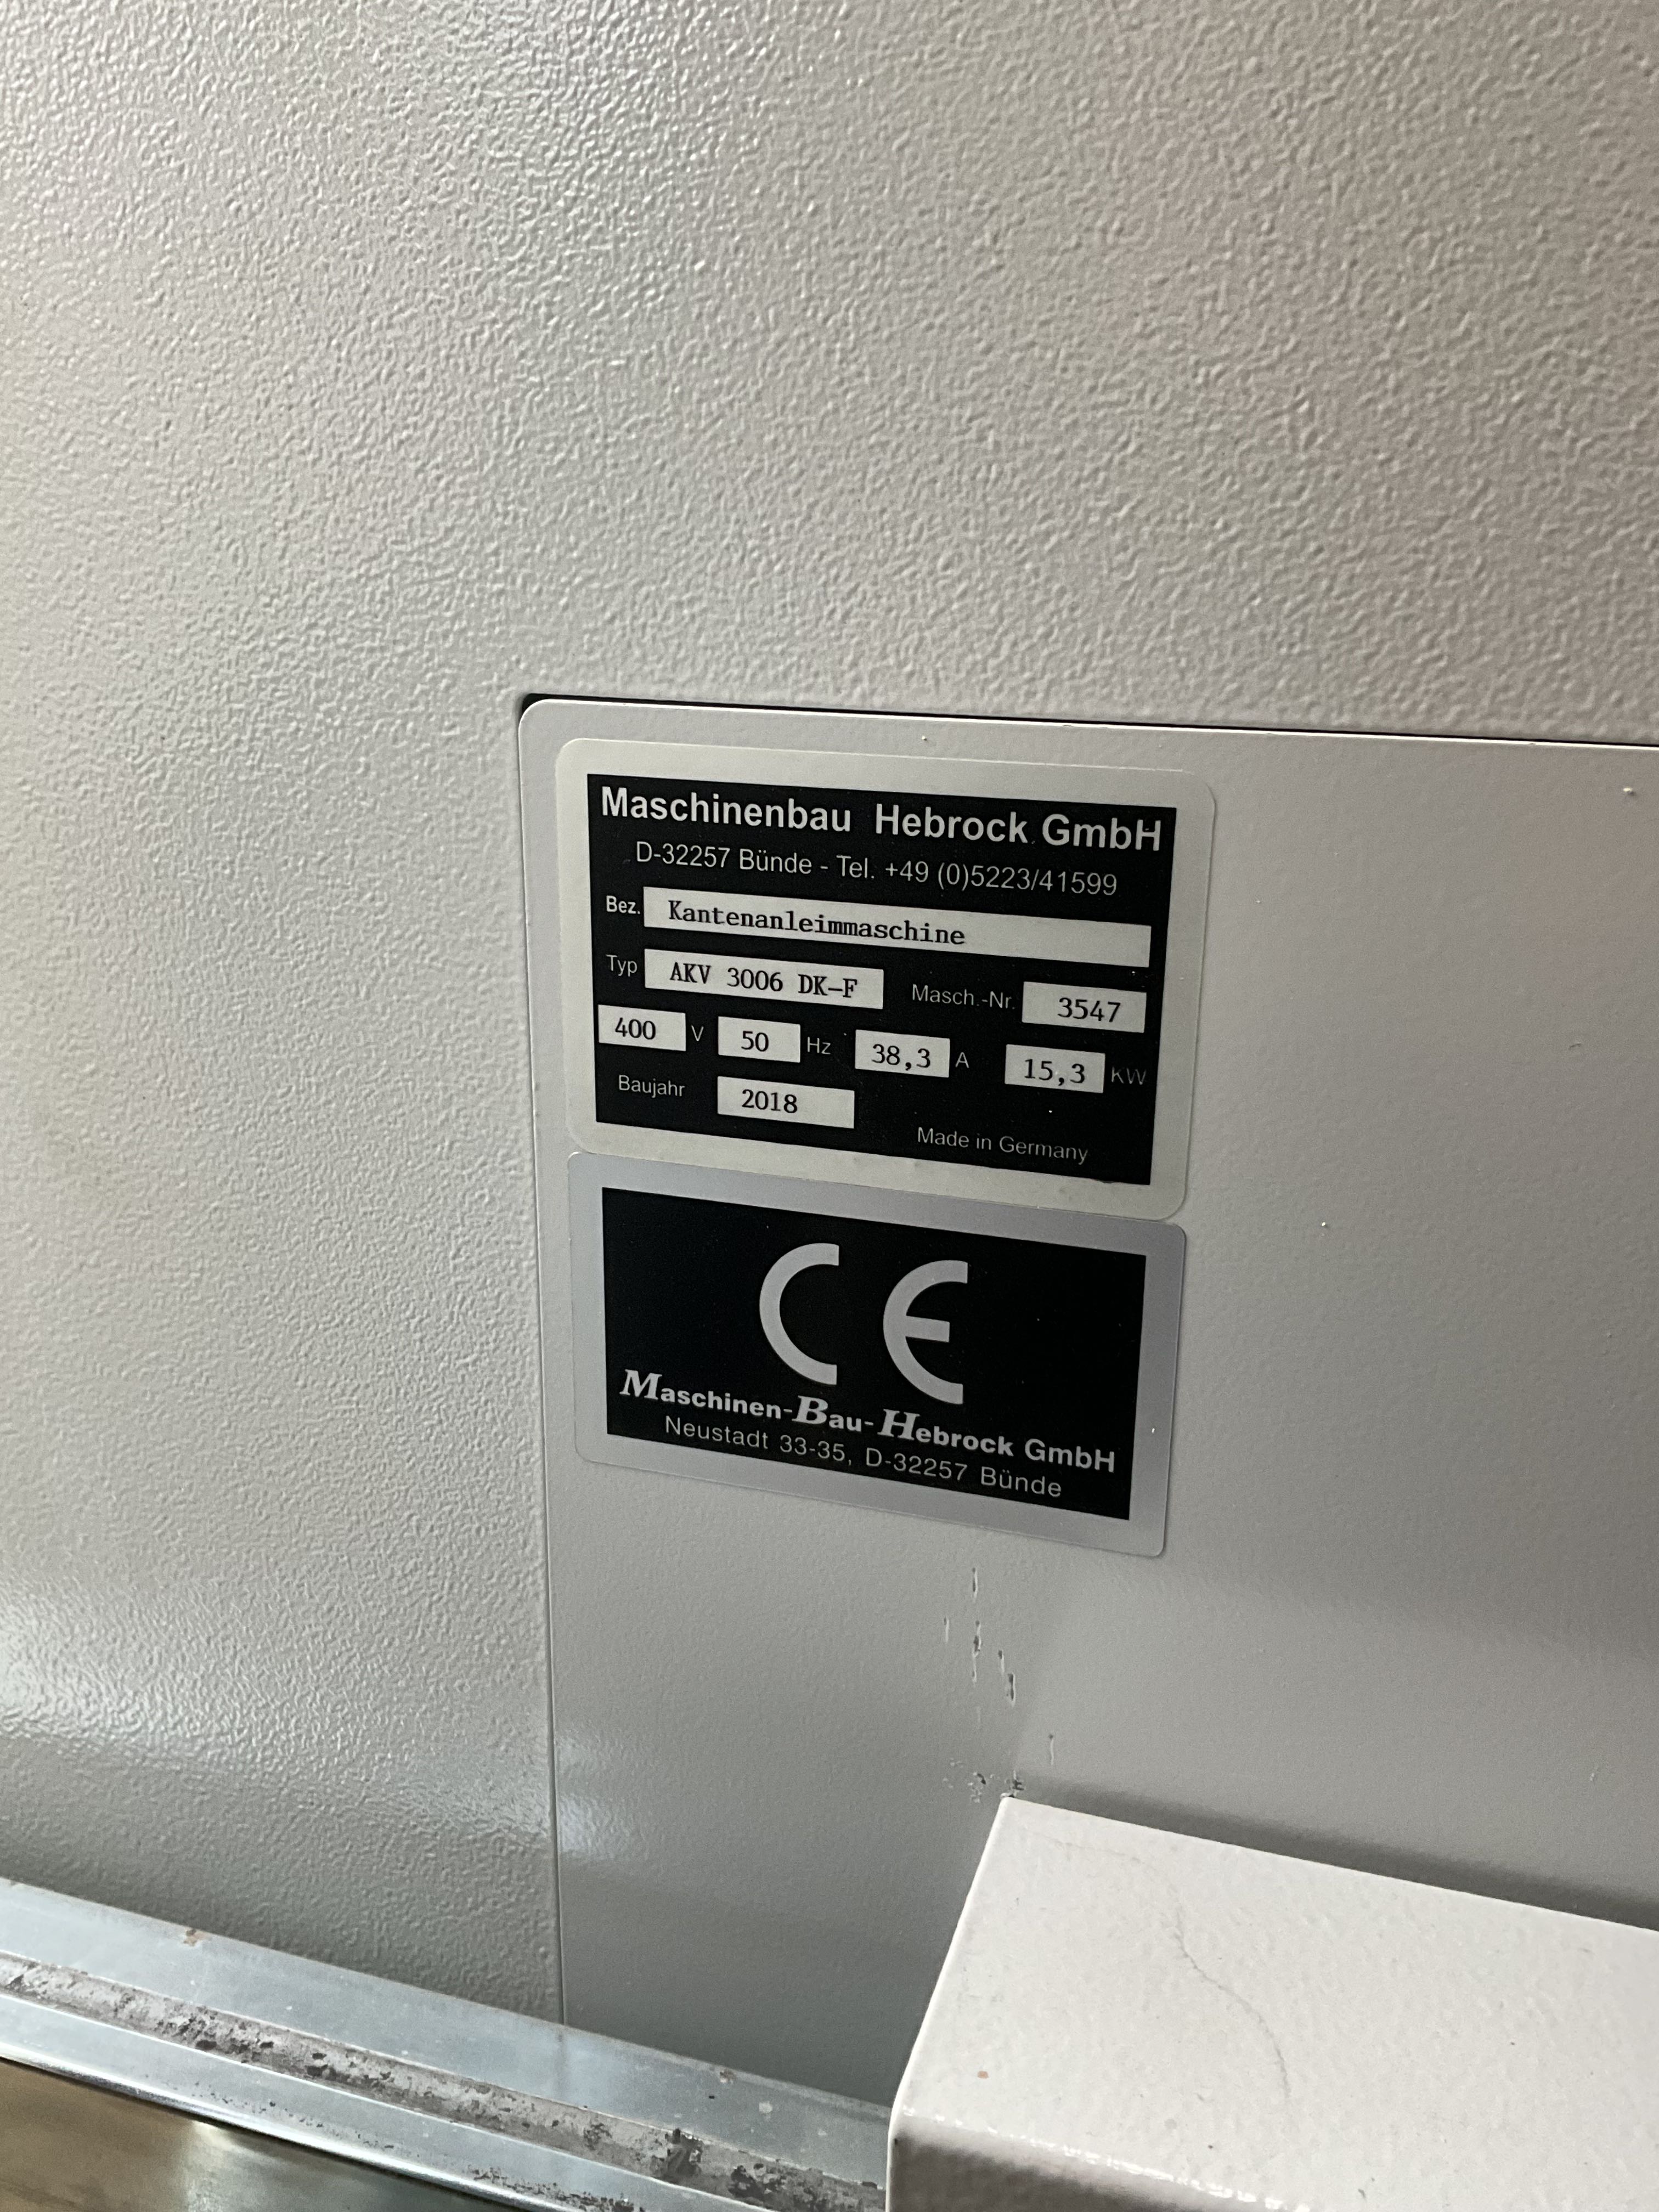 Maschinenbau Hebrock GmbH
D-32257 Bünde - Tel. +49 (0)5223/41599
Bez. Kantenanleimmaschine
Typ AKV 3006 DK-F Masch.-Nr. 3547
400 V 50 Hz 38,3 A 15,3 KW
Baujahr 2018
Made in Germany
CE
Maschinen-Bau-Hebrock GmbH
Neustadt 33-35, D-32257 Bünde